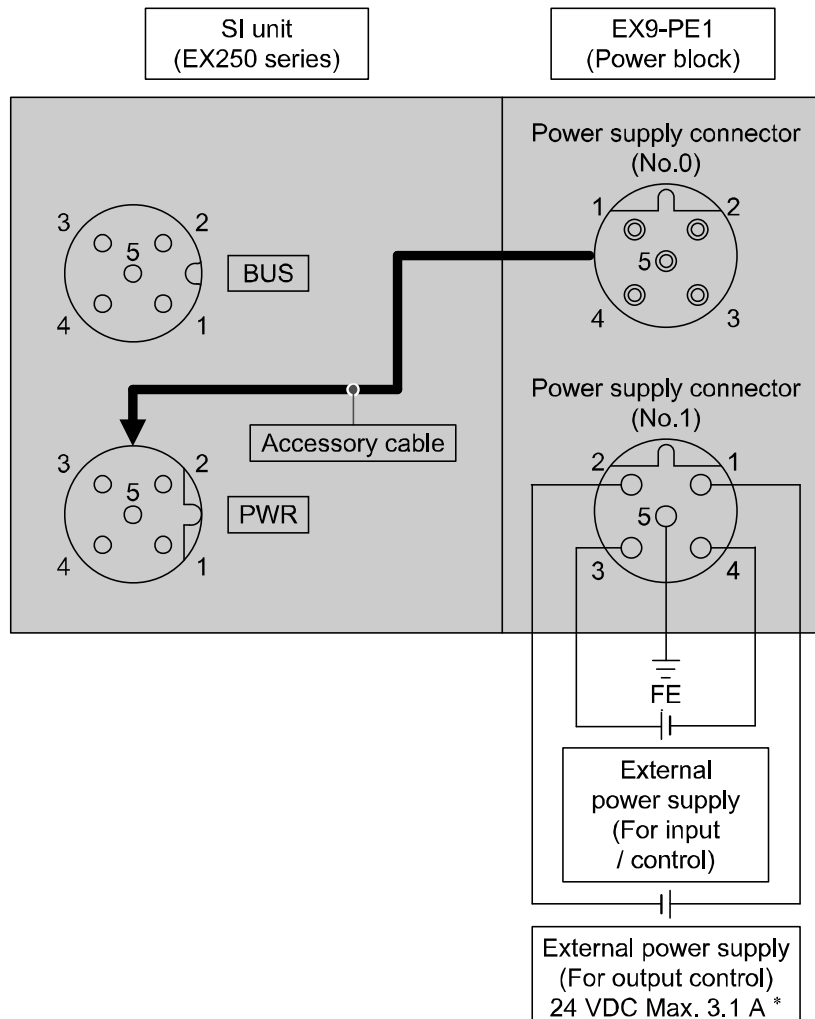 SI unit
(EX250 series)
EX9-PE1
(Power block)
Power supply connector
(No.0)
1 2
5
4 3
3 2
5
4 1
BUS
Accessory cable
Power supply connector
(No.1)
2 1
5
3 4
3 2
5
4 1
PWR
FE
External
power supply
(For input
/ control)
External power supply
(For output control)
24 VDC Max. 3.1 A *